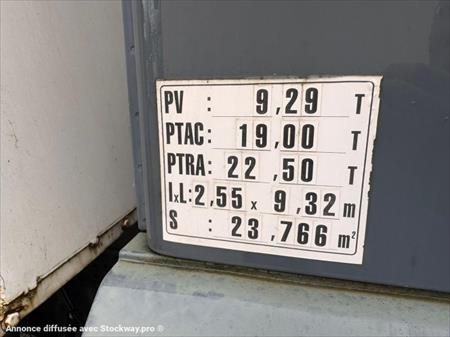 PV : 9,29 T
PTAC: 19,00 T
PTRA: 22,50 T
IxL: 2,55 x 9,32 m
S : 23,766 m²
Annonce diffusée avec Stockway.pro ®